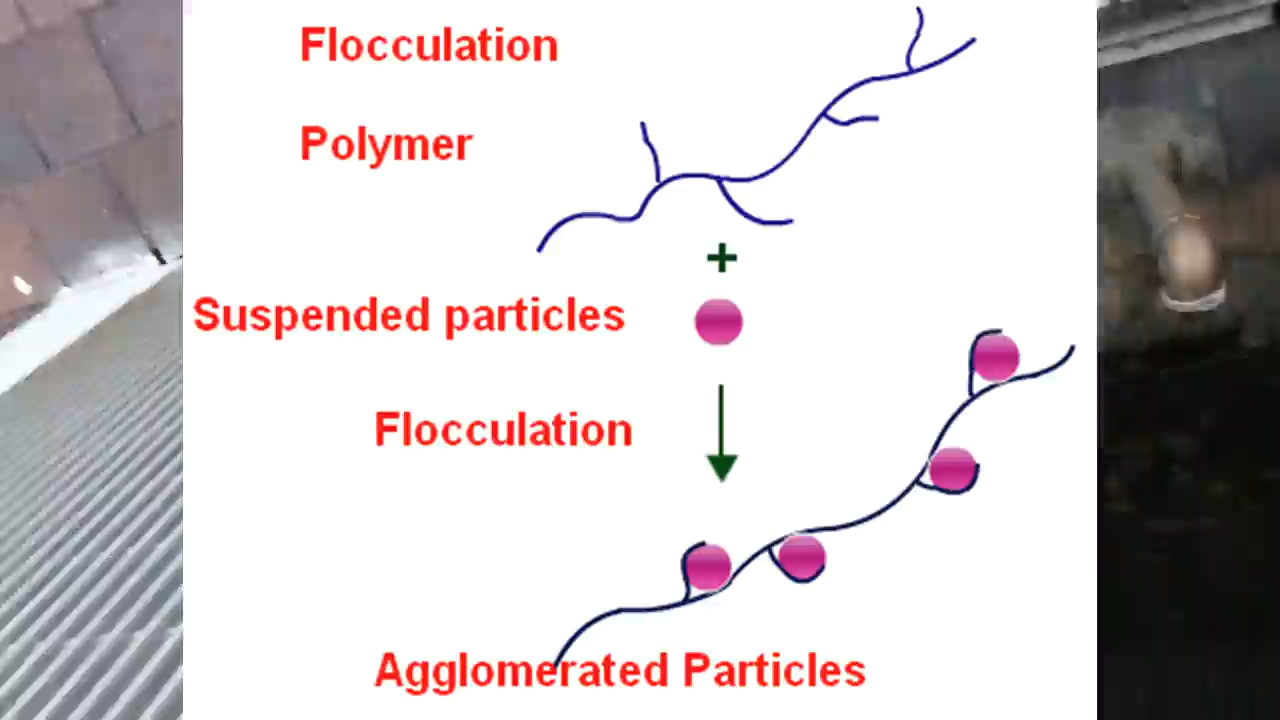 Flocculation
Polymer
+
Suspended particles
Flocculation
Agglomerated Particles